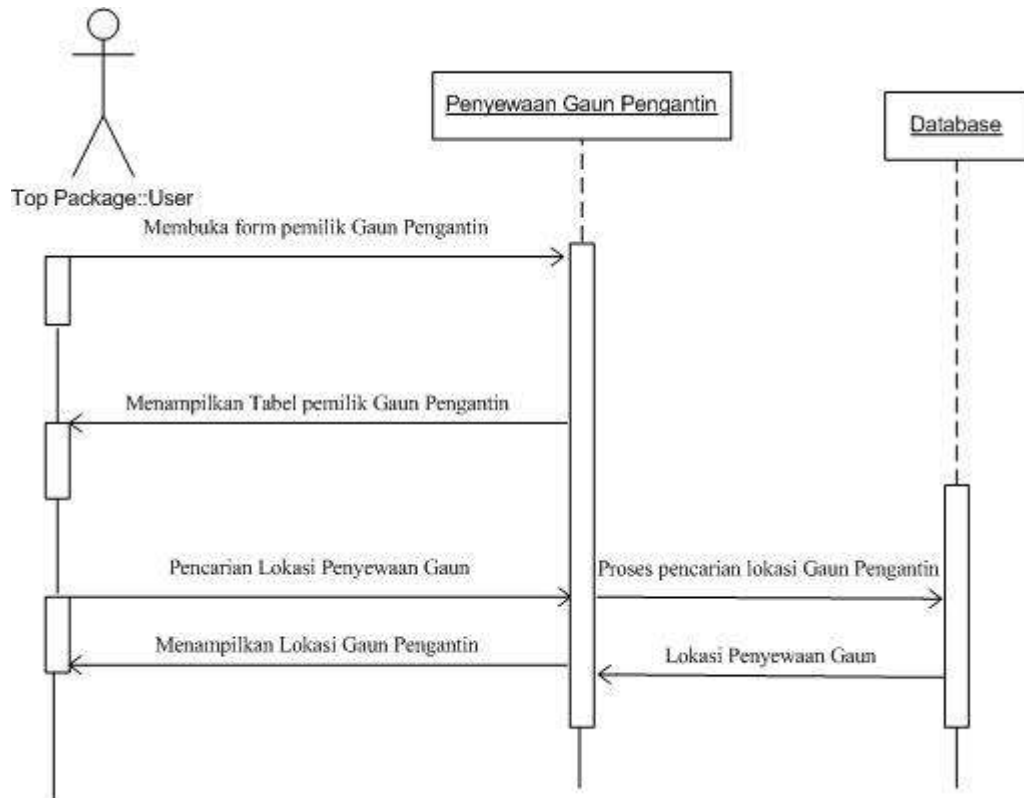 Penyewaan Gaun Pengantin
Database
Top Package::User
Membuka form pemilik Gaun Pengantin
Menampilkan Tabel pemilik Gaun Pengantin
Pencarian Lokasi Penyewaan Gaun
Proses pencarian lokasi Gaun Pengantin
Menampilkan Lokasi Gaun Pengantin
Lokasi Penyewaan Gaun